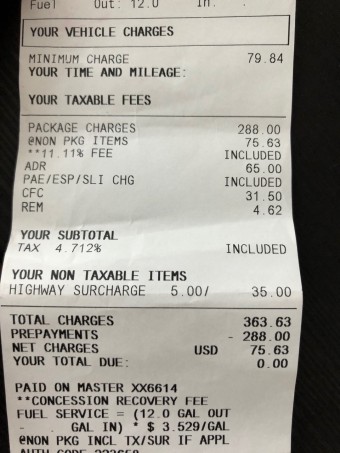 Fuel Out: 12.0 In: .
YOUR VEHICLE CHARGES
MINIMUM CHARGE 79.84
YOUR TIME AND MILEAGE:
YOUR TAXABLE FEES
PACKAGE CHARGES 288.00
@NON PKG ITEMS 75.63
**11.11% FEE INCLUDED
ADR 65.00
PAE/ESP/SLI CHG INCLUDED
CFC 31.50
REM 4.62
YOUR SUBTOTAL
TAX 4.712% INCLUDED
YOUR NON TAXABLE ITEMS
HIGHWAY SURCHARGE 5.00/ 35.00
TOTAL CHARGES 363.63
PREPAYMENTS - 288.00
NET CHARGES USD 75.63
YOUR TOTAL DUE: 0.00
PAID ON MASTER XX6614
**CONCESSION RECOVERY FEE
FUEL SERVICE = (12.0 GAL OUT
- . GAL IN) * $ 3.529/GAL
@NON PKG INCL TX/SUR IF APPL
AUTH CODE